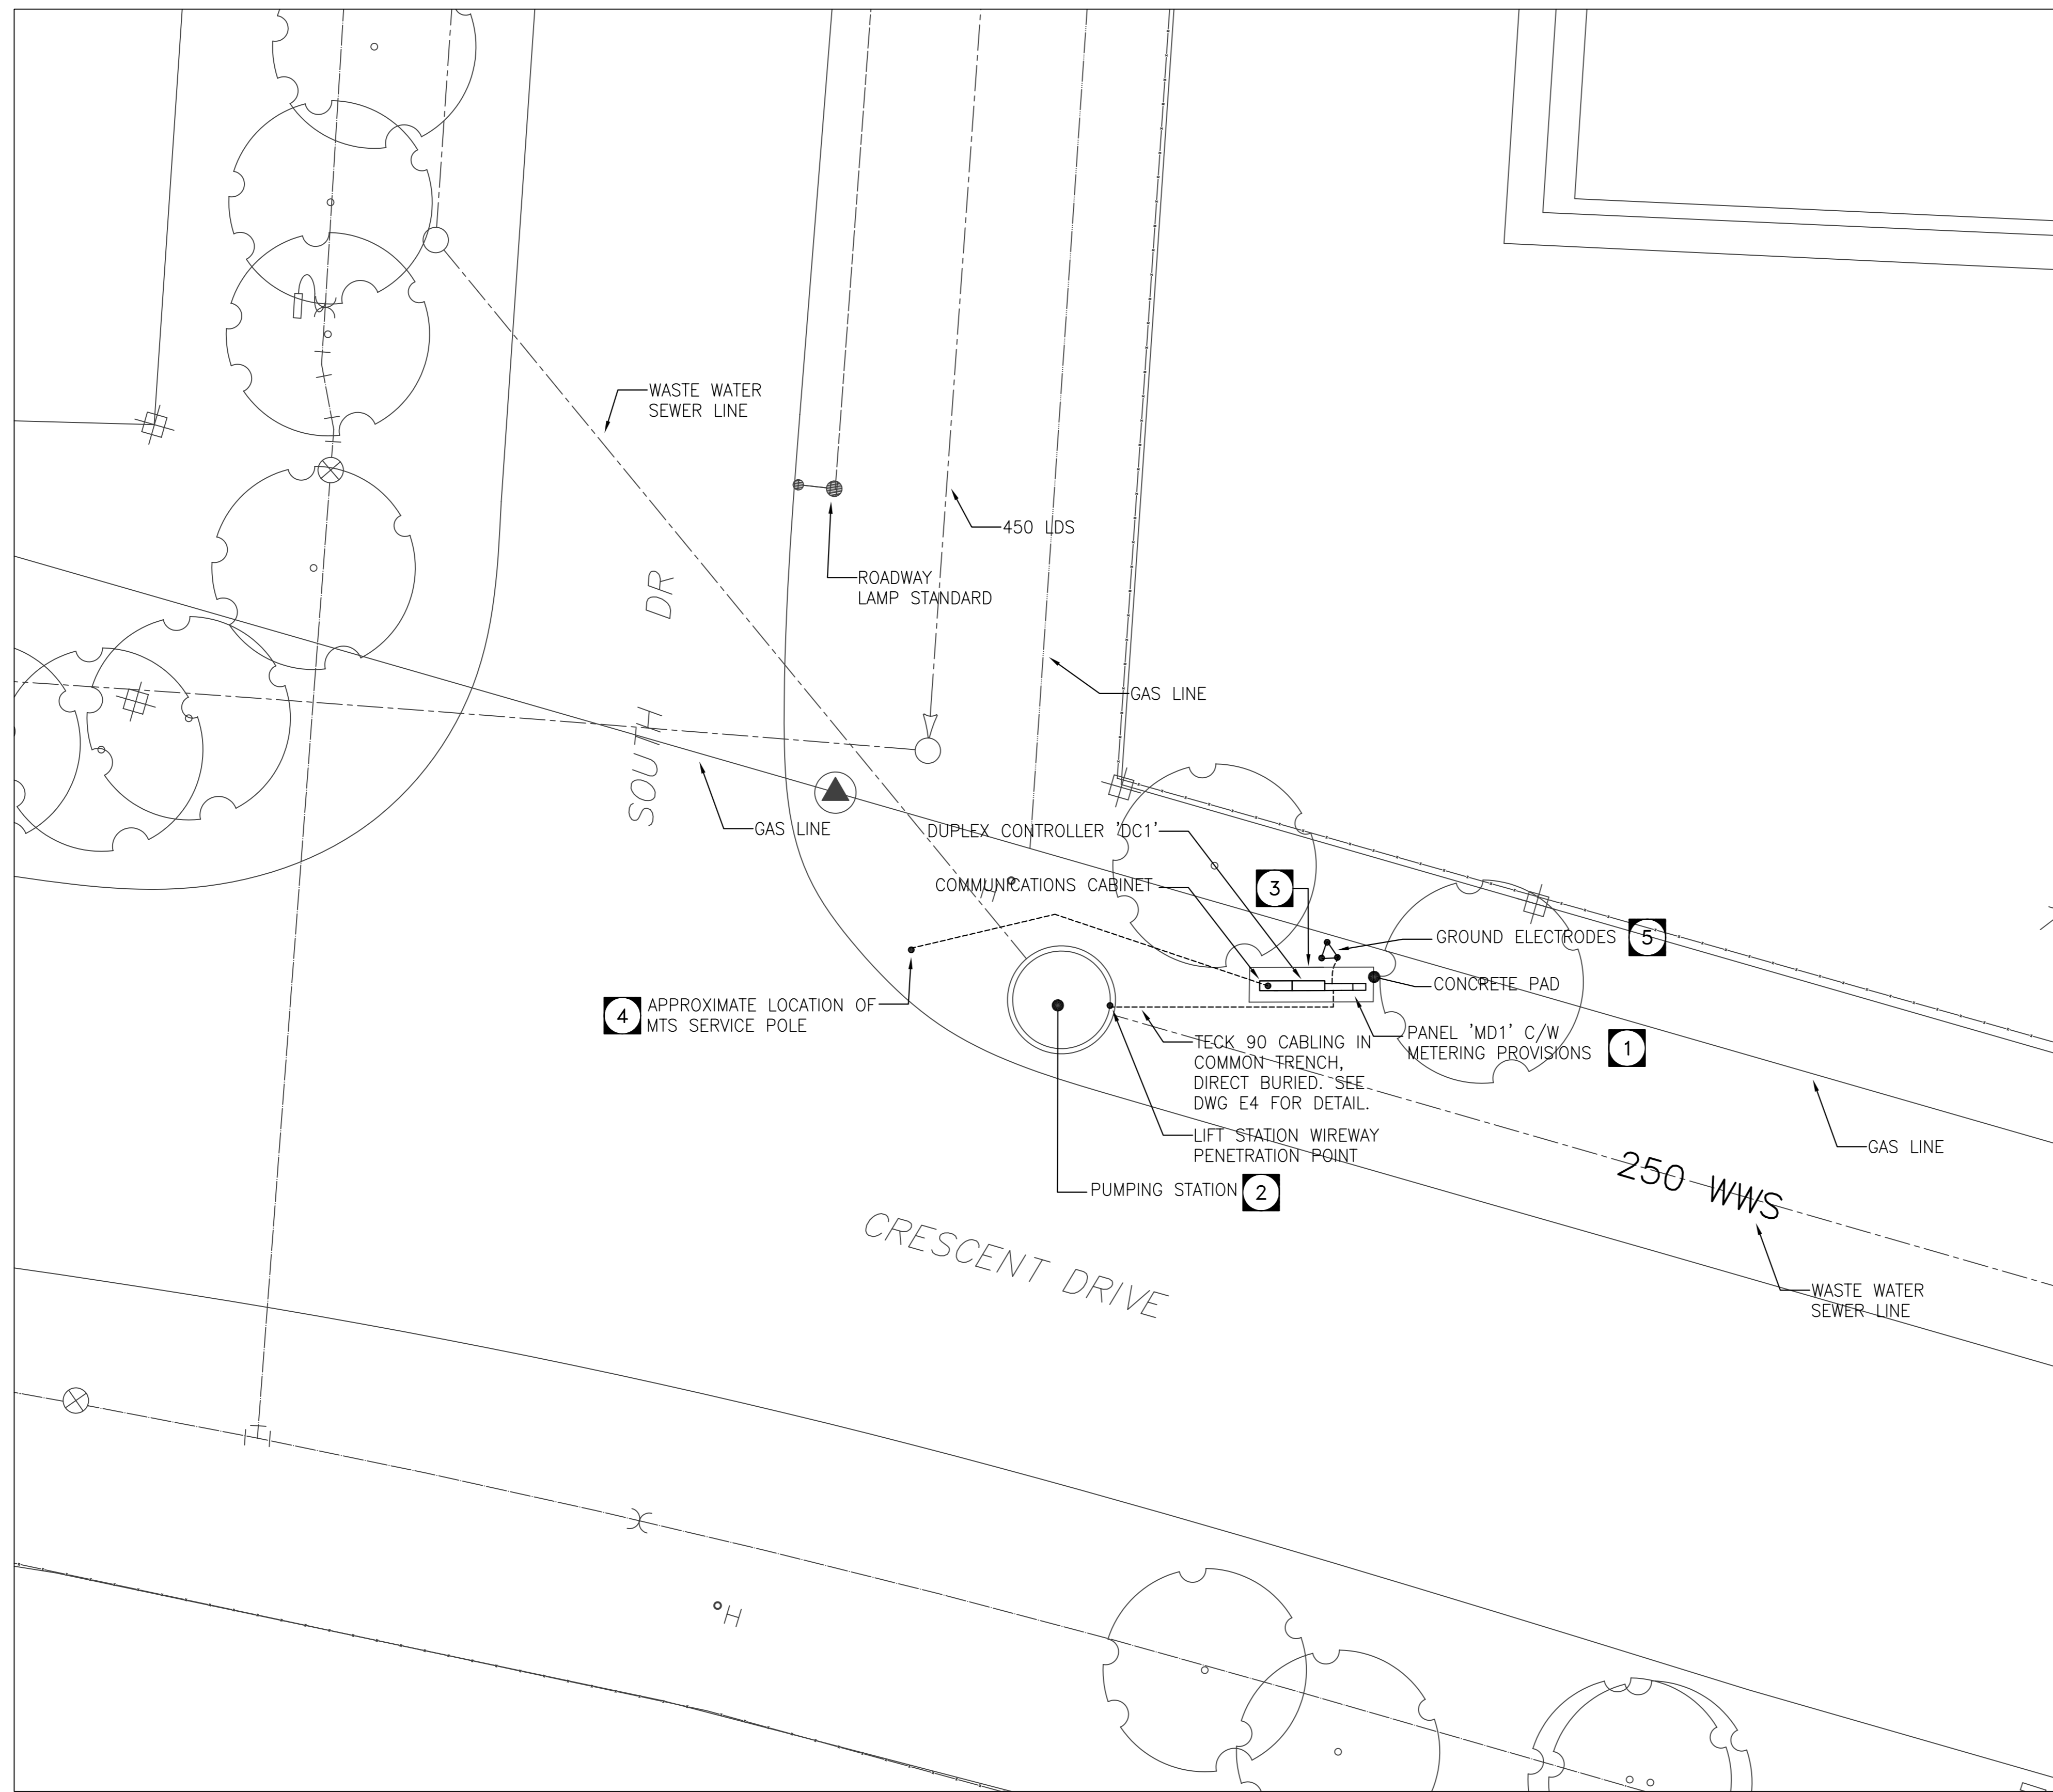 WASTE WATER
SEWER LINE
450 LDS
ROADWAY
LAMP STANDARD
SOUTH DR
GAS LINE
GAS LINE
DUPLEX CONTROLLER 'DC1'
COMMUNICATIONS CABINET
3
GROUND ELECTRODES 5
CONCRETE PAD
4 APPROXIMATE LOCATION OF
MTS SERVICE POLE
PANEL 'MD1' C/W
METERING PROVISIONS 1
TECK 90 CABLING IN
COMMON TRENCH,
DIRECT BURIED. SEE
DWG E4 FOR DETAIL.
LIFT STATION WIREWAY
PENETRATION POINT
PUMPING STATION 2
GAS LINE
250 WWS
CRESCENT DRIVE
WASTE WATER
SEWER LINE
H